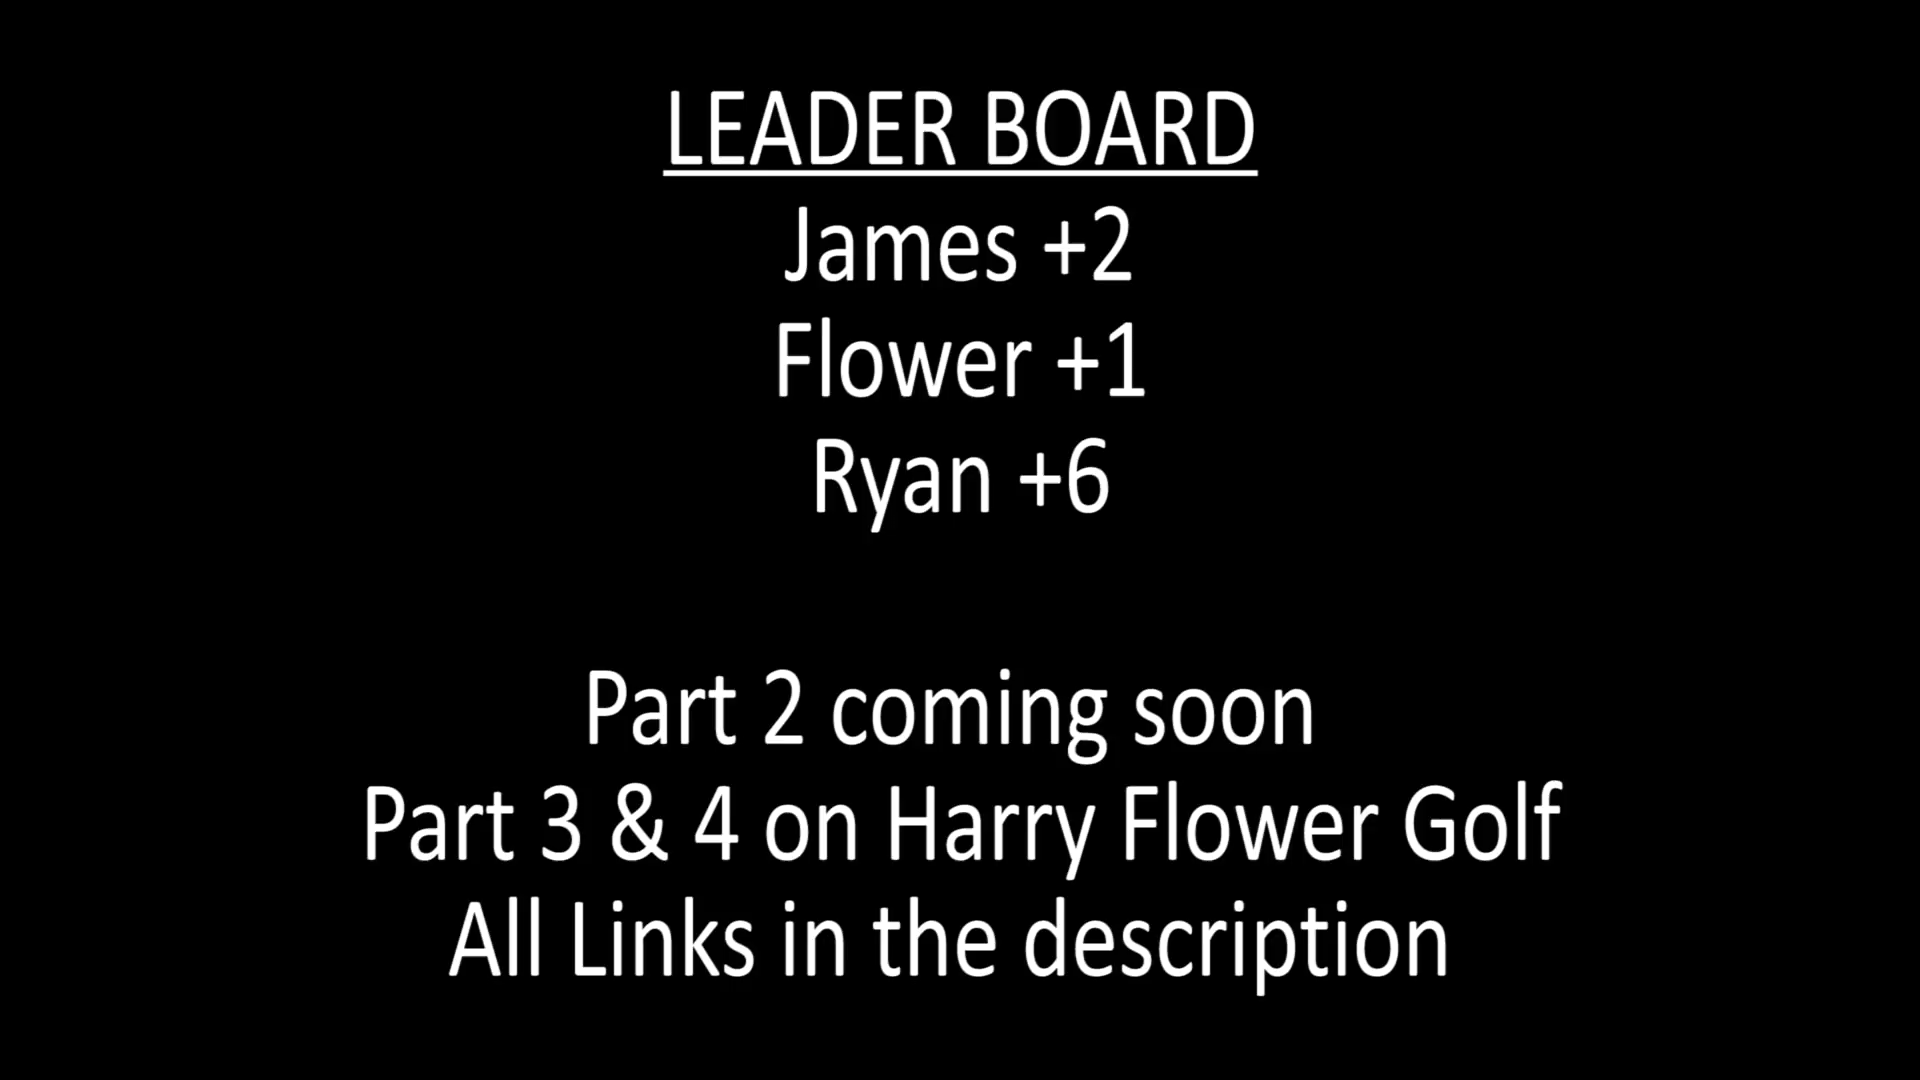 LEADER BOARD
James +2
Flower +1
Ryan +6
Part 2 coming soon
Part 3 & 4 on Harry Flower Golf
All Links in the description